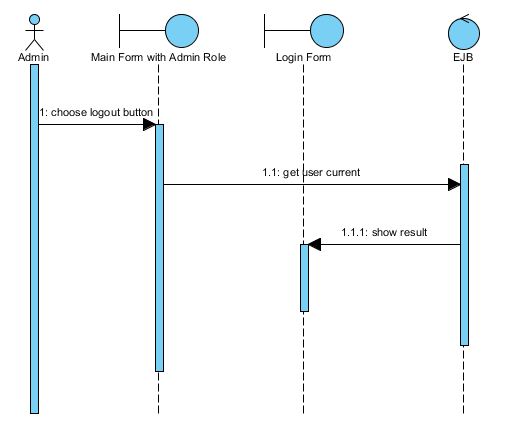 Admin
Main Form with Admin Role
Login Form
EJB
1: choose logout button
1.1: get user current
1.1.1: show result